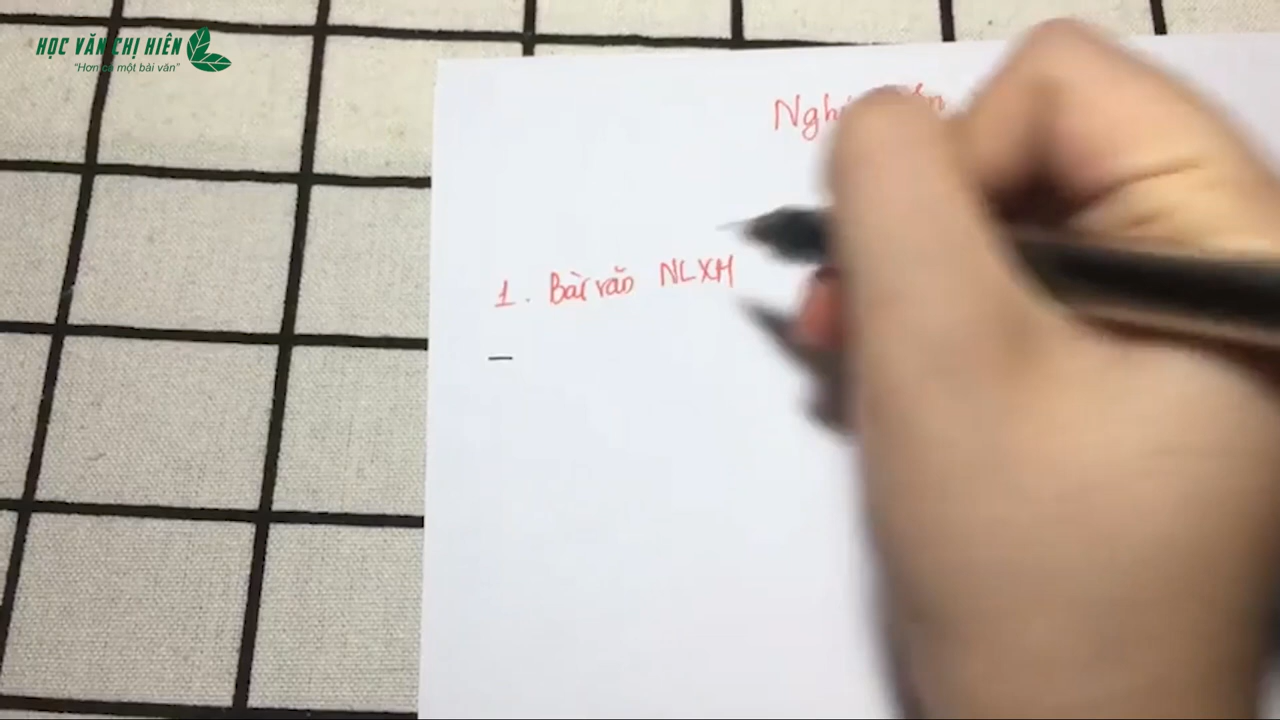 HỌC VĂN CHỊ HIÊN
“Hơn cả một bài văn”
1. Bài văn NLXH
–